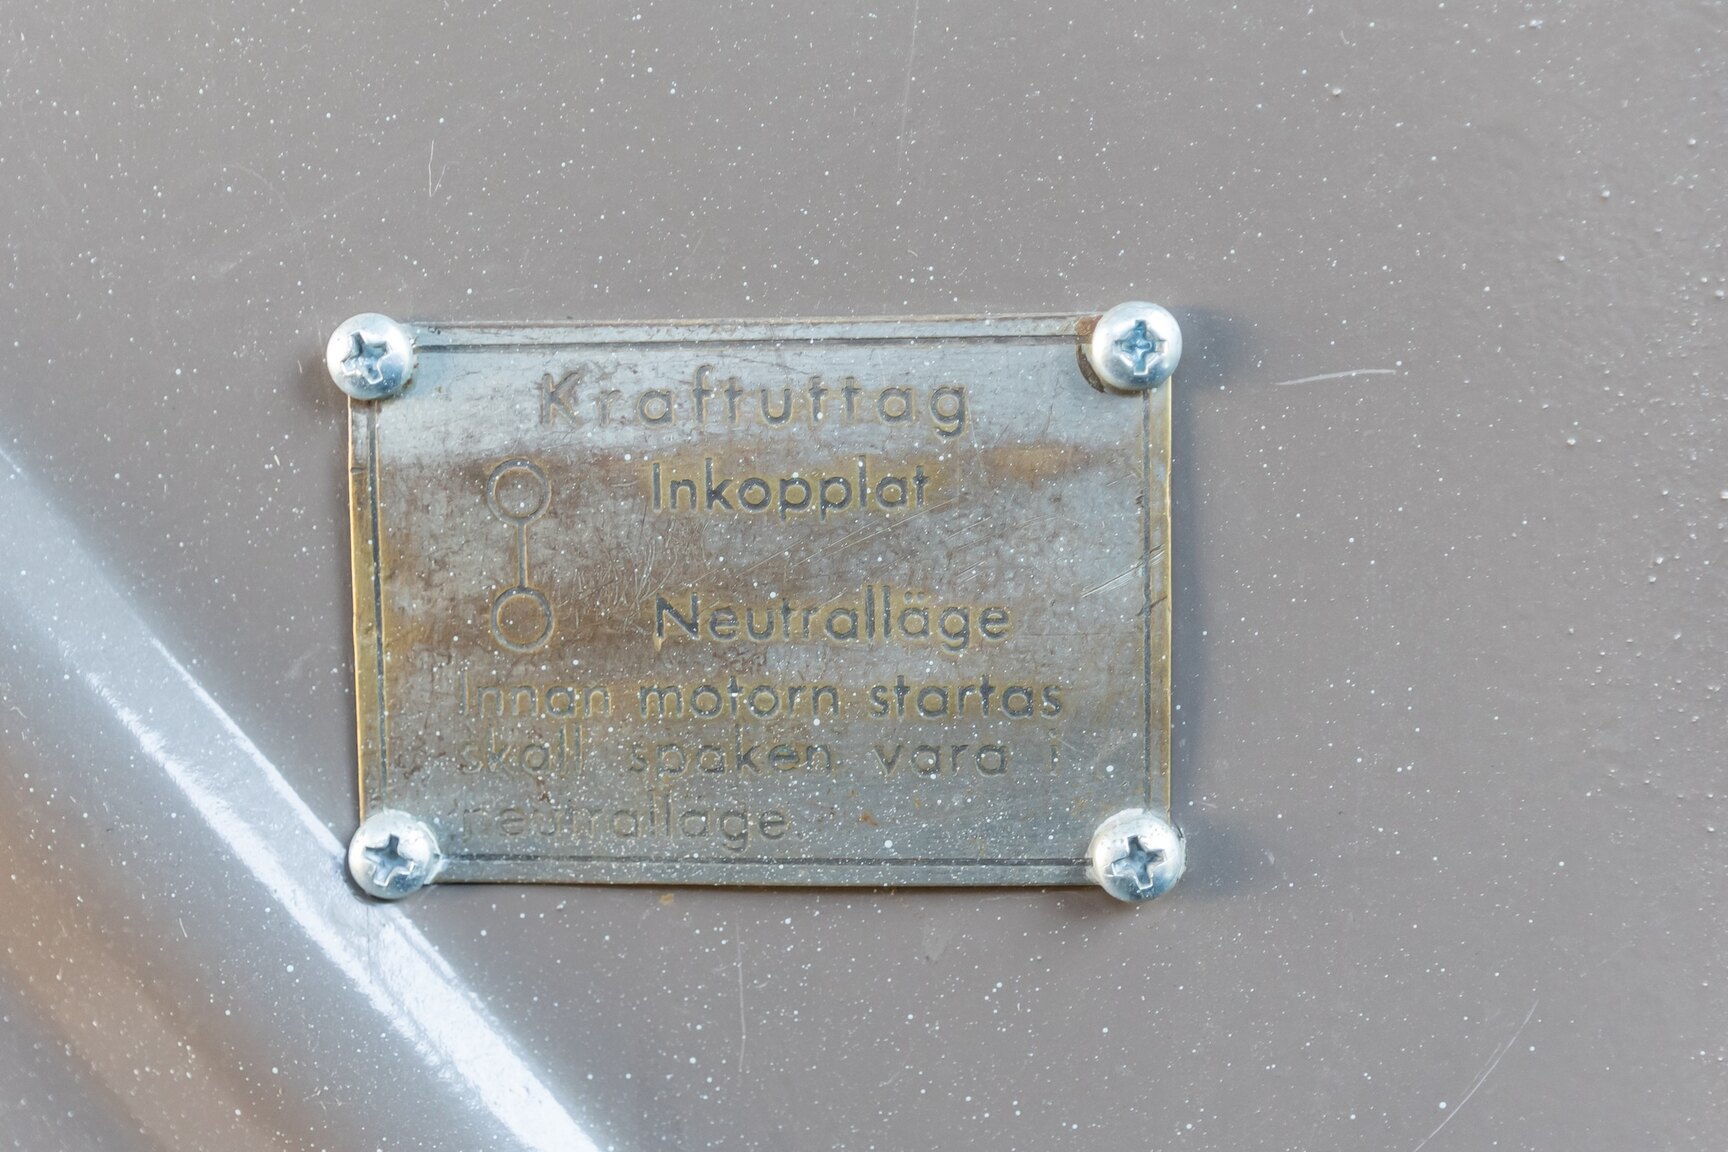 Kraftuttag
Inkopplat
Neutralläge
Innan motorn startas
skall spaken vara i
neutralläge.